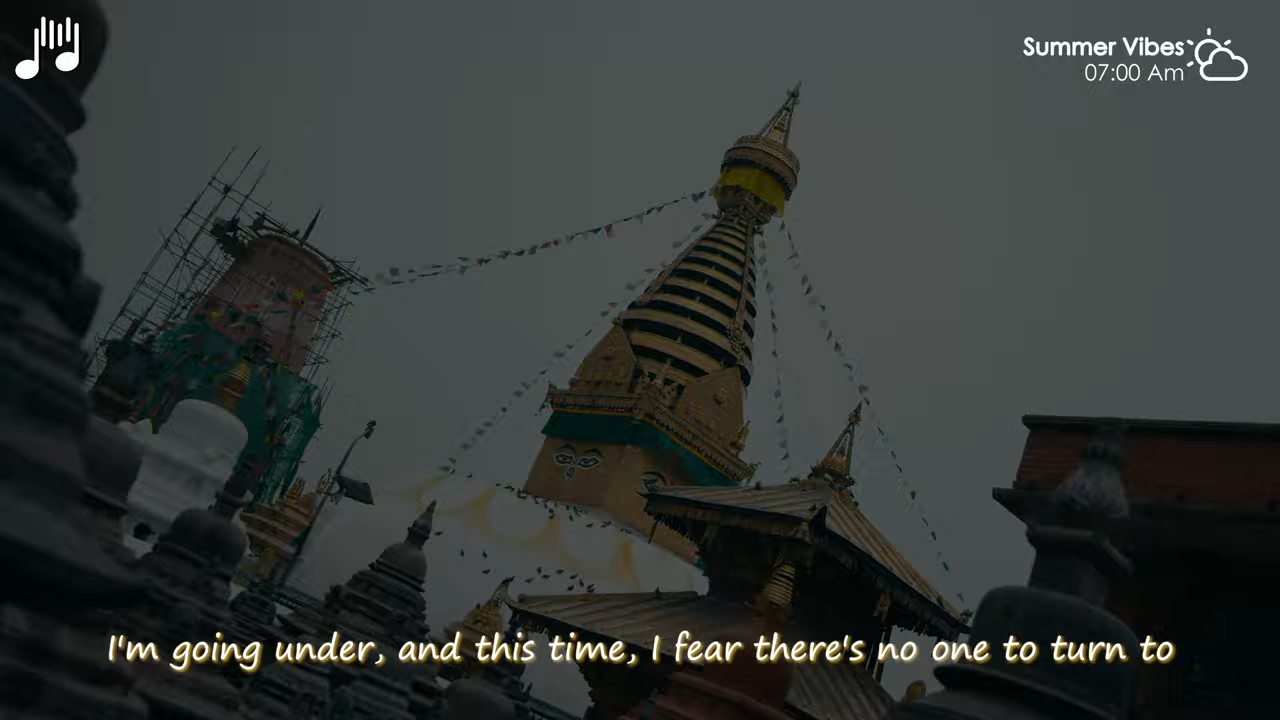 Summer Vibes
07:00 Am
I'm going under, and this time, I fear there's no one to turn to